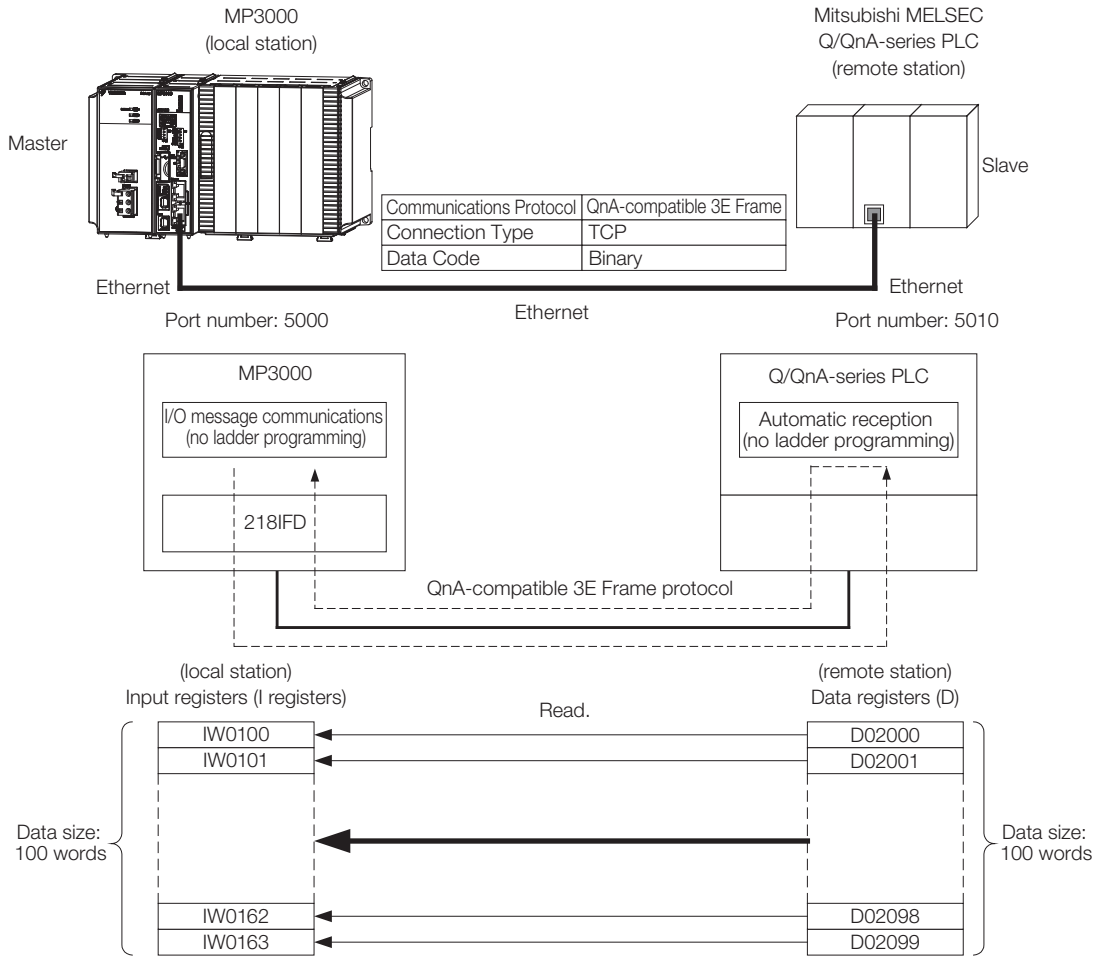 MP3000
(local station)
Mitsubishi MELSEC
Q/QnA-series PLC
(remote station)
Master
Slave
Communications Protocol QnA-compatible 3E Frame
Connection Type TCP
Data Code Binary
Ethernet
Ethernet
Ethernet
Port number: 5000
Port number: 5010
MP3000
Q/QnA-series PLC
I/O message communications
(no ladder programming)
Automatic reception
(no ladder programming)
218IFD
QnA-compatible 3E Frame protocol
(local station)
Input registers (I registers)
(remote station)
Data registers (D)
Read.
IW0100
D02000
IW0101
D02001
Data size:
100 words
Data size:
100 words
IW0162
D02098
IW0163
D02099